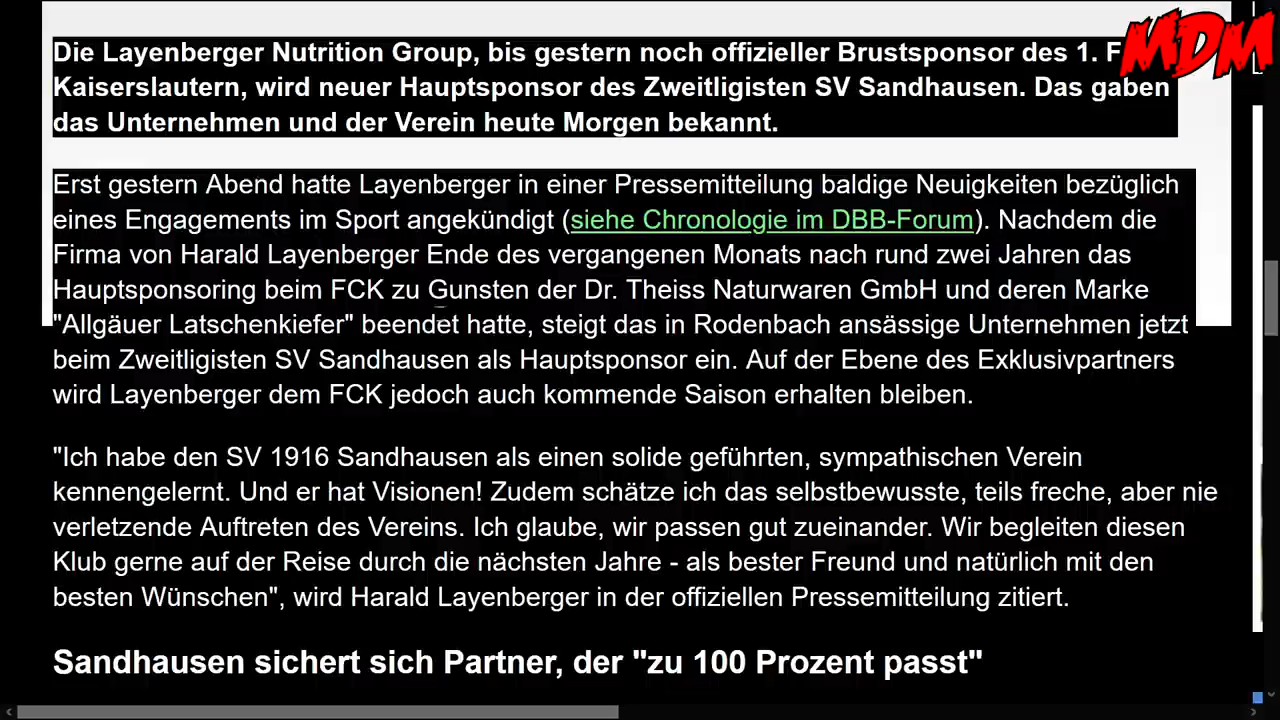 MDM
Die Layenberger Nutrition Group, bis gestern noch offizieller Brustsponsor des 1. F
Kaiserslautern, wird neuer Hauptsponsor des Zweitligisten SV Sandhausen. Das gaben
das Unternehmen und der Verein heute Morgen bekannt.
Erst gestern Abend hatte Layenberger in einer Pressemitteilung baldige Neuigkeiten bezüglich
eines Engagements im Sport angekündigt (siehe Chronologie im DBB-Forum). Nachdem die
Firma von Harald Layenberger Ende des vergangenen Monats nach rund zwei Jahren das
Hauptsponsoring beim FCK zu Gunsten der Dr. Theiss Naturwaren GmbH und deren Marke
"Allgäuer Latschenkiefer" beendet hatte, steigt das in Rodenbach ansässige Unternehmen jetzt
beim Zweitligisten SV Sandhausen als Hauptsponsor ein. Auf der Ebene des Exklusivpartners
wird Layenberger dem FCK jedoch auch kommende Saison erhalten bleiben.
"Ich habe den SV 1916 Sandhausen als einen solide geführten, sympathischen Verein
kennengelernt. Und er hat Visionen! Zudem schätze ich das selbstbewusste, teils freche, aber nie
verletzende Auftreten des Vereins. Ich glaube, wir passen gut zueinander. Wir begleiten diesen
Klub gerne auf der Reise durch die nächsten Jahre - als bester Freund und natürlich mit den
besten Wünschen", wird Harald Layenberger in der offiziellen Pressemitteilung zitiert.
Sandhausen sichert sich Partner, der "zu 100 Prozent passt"